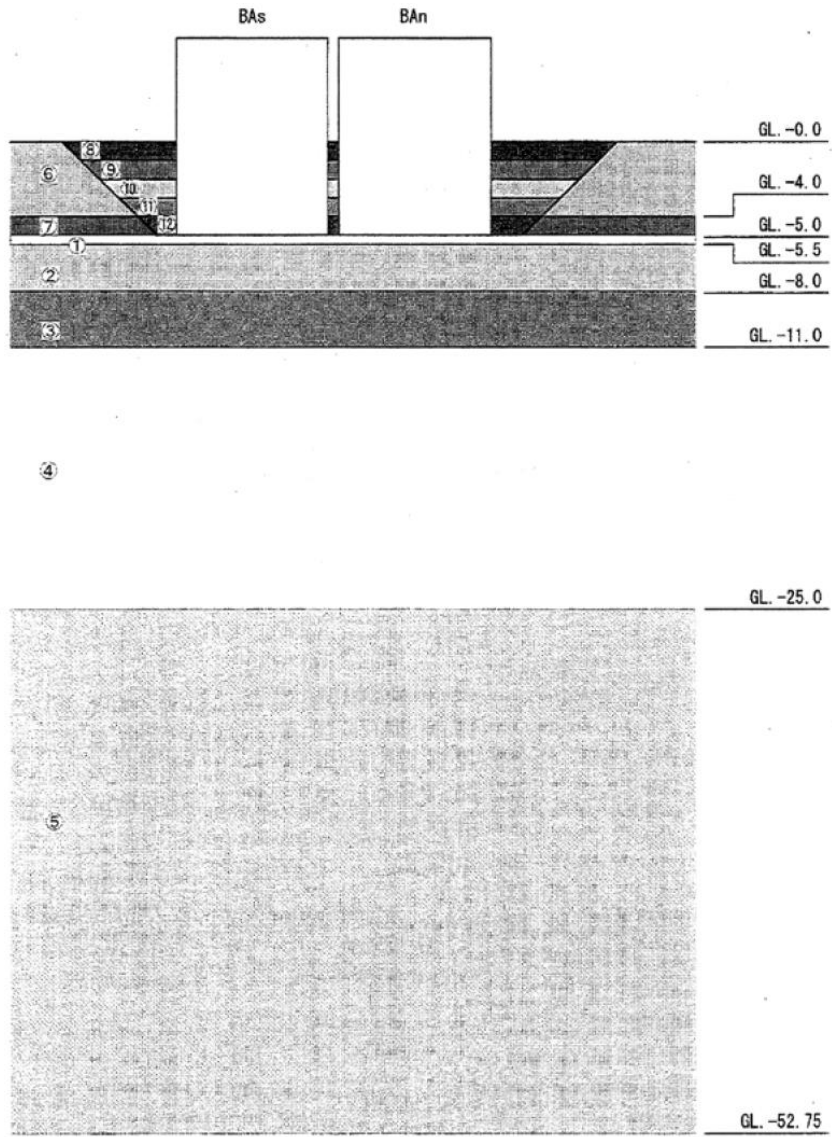 BAs BAn
GL.-0.0
⑧
⑥ ⑨
⑩ GL.-4.0
⑪
⑦ ⑫ GL.-5.0
① GL.-5.5
② GL.-8.0
③ GL.-11.0
④
GL.-25.0
⑤
GL.-52.75